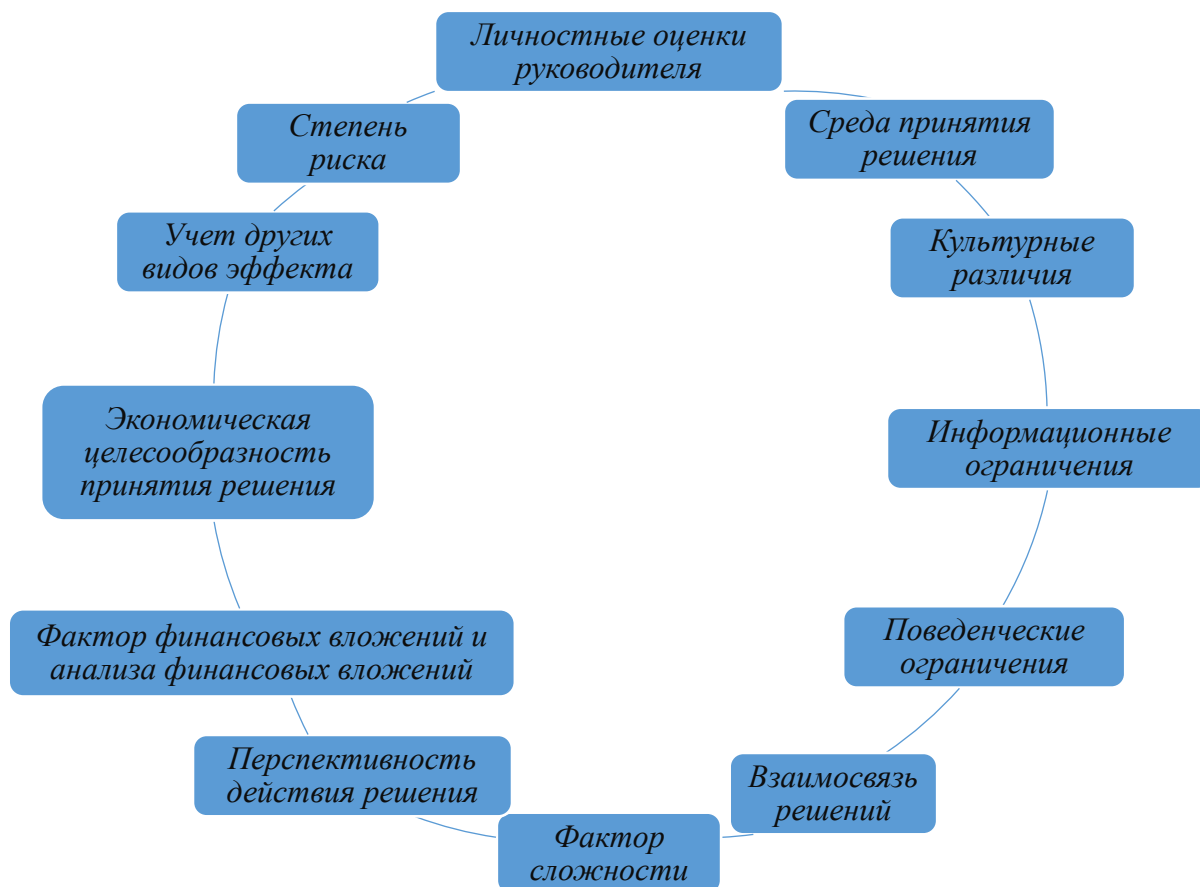 Личностные оценки
руководителя
Среда принятия
решения
Культурные
различия
Информационные
ограничения
Поведенческие
ограничения
Взаимосвязь
решений
Фактор
сложности
Перспективность
действия решения
Фактор финансовых вложений и
анализа финансовых вложений
Экономическая
целесообразность
принятия решения
Учет других
видов эффекта
Степень
риска